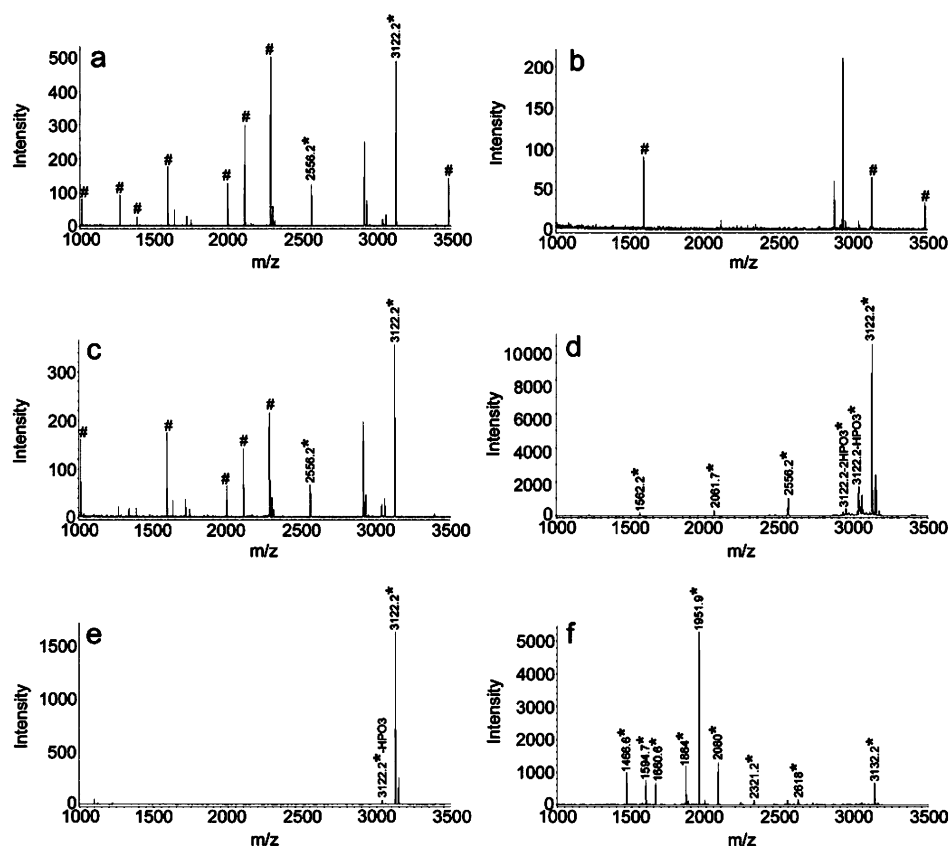 a
Intensity
500
400
300
200
100
0
# # # # # # # 2556.2* 3122.2* #
1000 1500 2000 2500 3000 3500
m/z
b
Intensity
200
150
100
50
0
# # #
1000 1500 2000 2500 3000 3500
m/z
c
Intensity
300
200
100
0
# # # # # 2556.2* 3122.2*
1000 1500 2000 2500 3000 3500
m/z
d
Intensity
10000
8000
6000
4000
2000
0
1562.2* 2061.7* 2556.2* 3122.2-2HPO3* 3122.2-HPO3* 3122.2*
1000 1500 2000 2500 3000 3500
m/z
e
Intensity
1500
1000
500
0
3122.2*-HPO3 3122.2*
1000 1500 2000 2500 3000 3500
m/z
f
Intensity
5000
4000
3000
2000
1000
0
1466.6* 1594.7* 1660.6* 1864* 1951.9* 2080* 2321.2* 2618* 3132.2*
1000 1500 2000 2500 3000 3500
m/z